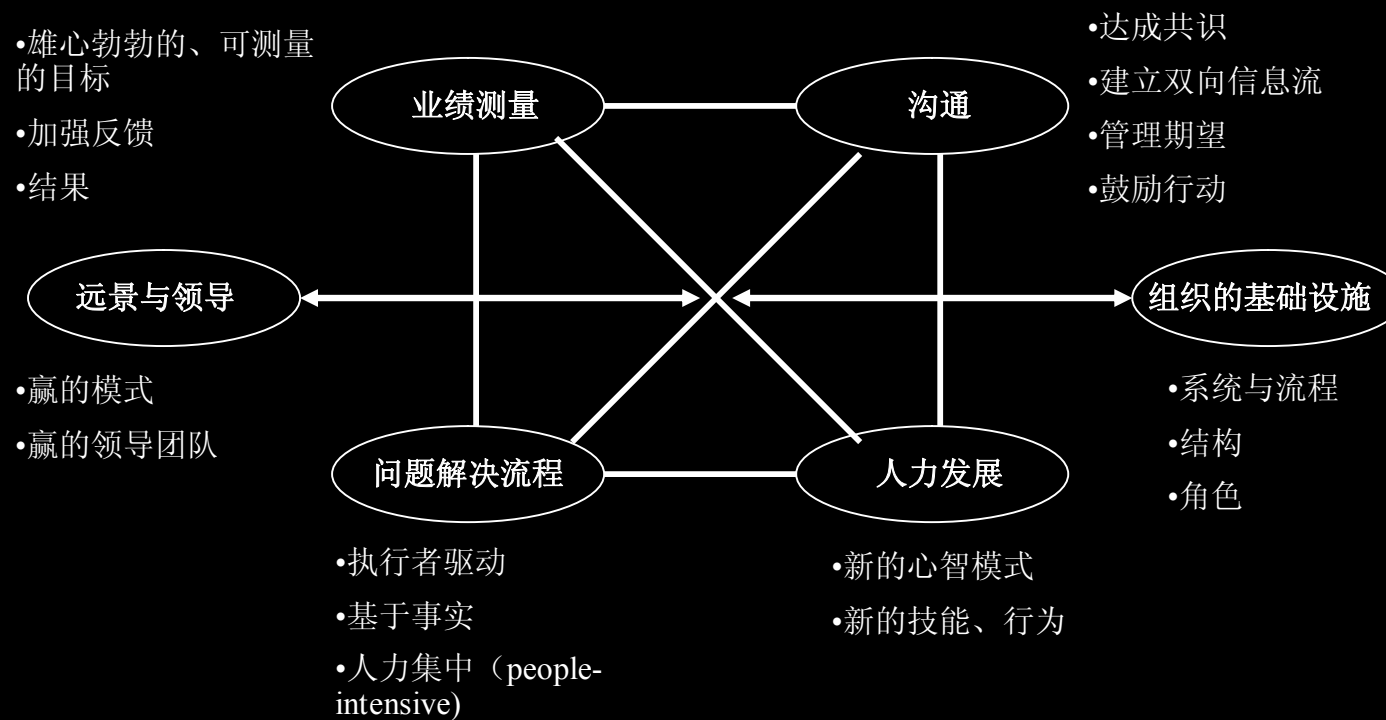 •雄心勃勃的、可测量
的目标
•加强反馈
•结果
业绩测量
沟通
•达成共识
•建立双向信息流
•管理期望
•鼓励行动
远景与领导
组织的基础设施
•赢的模式
•赢的领导团队
•系统与流程
•结构
•角色
问题解决流程
人力发展
•执行者驱动
•基于事实
•人力集中（people-
intensive)
•新的心智模式
•新的技能、行为